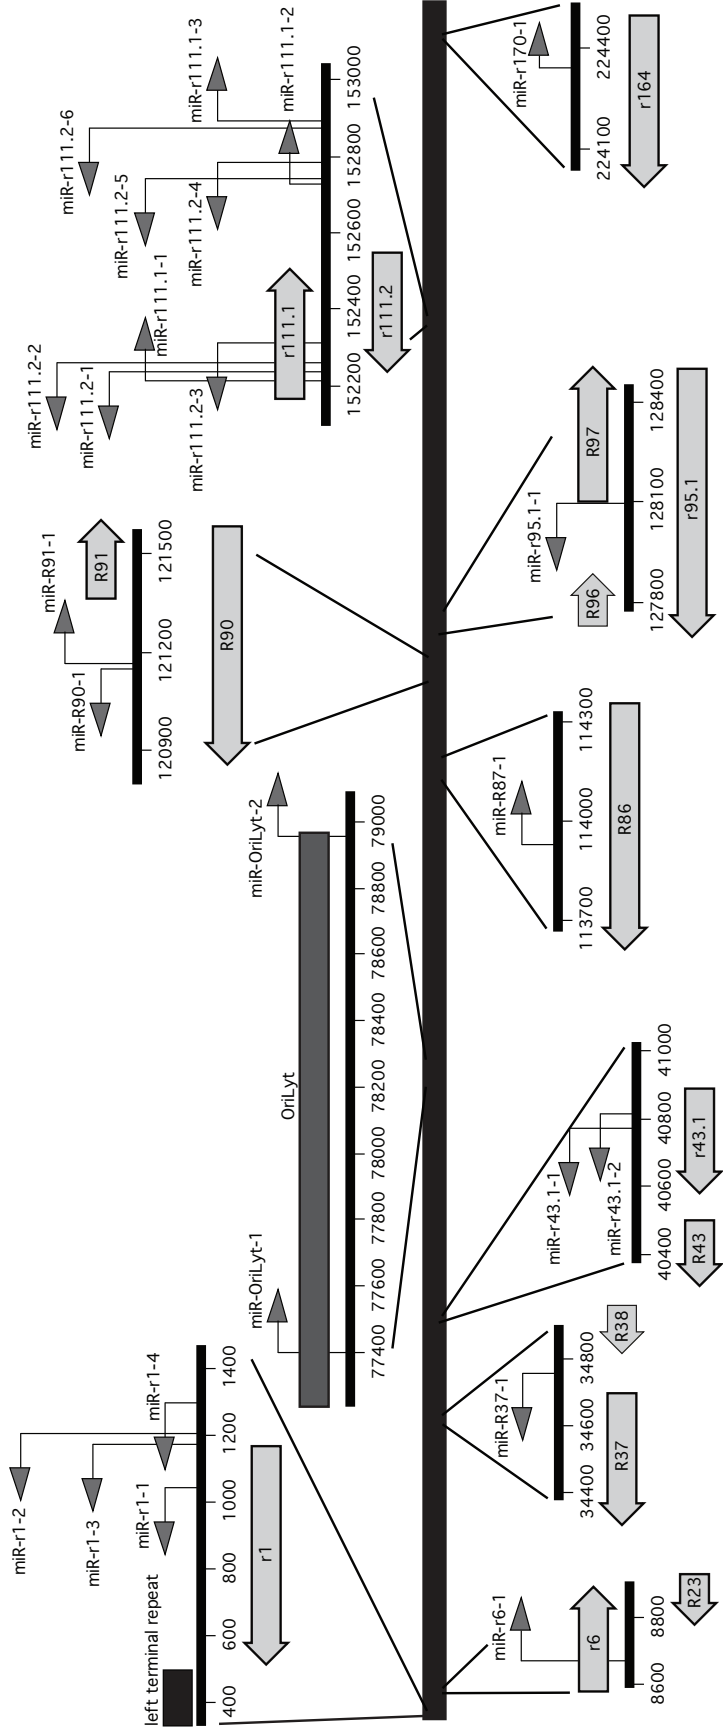 miR-r1-2
miR-r1-3
miR-r1-1
miR-r1-4
left terminal repeat
400
600
800
1000
1200
1400
r1
miR-OriLyt-1
OriLyt
miR-OriLyt-2
77400
77600
77800
78000
78200
78400
78600
78800
79000
miR-R90-1
miR-R91-1
R91
120900
121200
121500
R90
miR-r111.2-2
miR-r111.2-1
miR-r111.1-1
miR-r111.2-3
miR-r111.2-6
miR-r111.2-5
miR-r111.2-4
miR-r111.1-3
miR-r111.1-2
r111.1
152200
152400
152600
152800
153000
r111.2
miR-r6-1
r6
8600
8800
R23
miR-R37-1
34400
34600
34800
R37
R38
miR-r43.1-1
miR-r43.1-2
40400
40600
40800
41000
R43
r43.1
miR-R87-1
113700
114000
114300
R86
miR-r95.1-1
R96
R97
127800
128100
128400
r95.1
miR-r170-1
224100
224400
r164